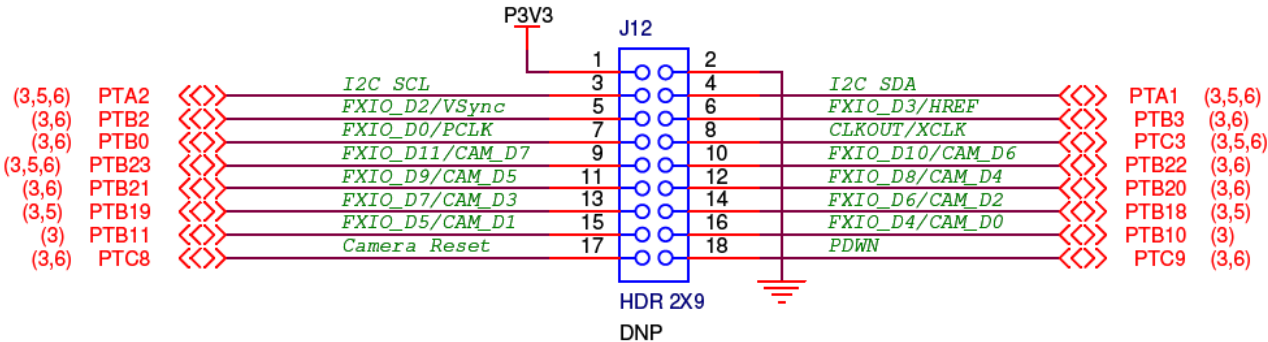 P3V3
J12
1 2
I2C SCL 3 4 I2C SDA
(3,5,6) PTA2 PTA1 (3,5,6)
FXIO_D2/VSync 5 6 FXIO_D3/HREF
(3,6) PTB2 PTB3 (3,6)
FXIO_D0/PCLK 7 8 CLKOUT/XCLK
(3,6) PTB0 PTC3 (3,5,6)
FXIO_D11/CAM_D7 9 10 FXIO_D10/CAM_D6
(3,5,6) PTB23 PTB22 (3,6)
FXIO_D9/CAM_D5 11 12 FXIO_D8/CAM_D4
(3,6) PTB21 PTB20 (3,6)
FXIO_D7/CAM_D3 13 14 FXIO_D6/CAM_D2
(3,5) PTB19 PTB18 (3,5)
FXIO_D5/CAM_D1 15 16 FXIO_D4/CAM_D0
(3) PTB11 PTB10 (3)
Camera Reset 17 18 PDWN
(3,6) PTC8 PTC9 (3,6)
HDR 2X9
DNP